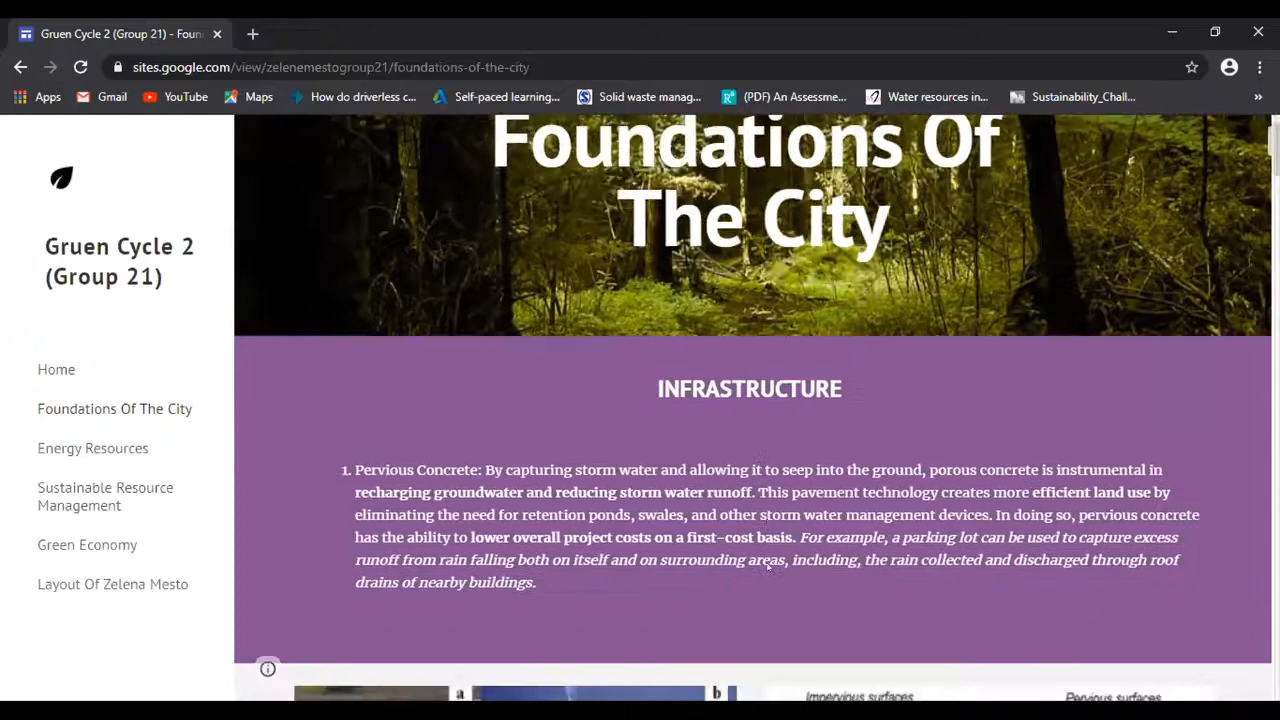 Gruen Cycle 2 (Group 21) - Foun
sites.google.com/view/zelenemestogroup21/foundations-of-the-city
Apps
Gmail
YouTube
Maps
How do driverless c...
Self-paced learning...
Solid waste manag...
(PDF) An Assessme...
Water resources in...
Sustainability_Chall...
»
Foundations Of
The City
Gruen Cycle 2
(Group 21)
Home
Foundations Of The City
Energy Resources
Sustainable Resource
Management
Green Economy
Layout Of Zelena Mesto
INFRASTRUCTURE
1. Pervious Concrete: By capturing storm water and allowing it to seep into the ground, porous concrete is instrumental in
recharging groundwater and reducing storm water runoff. This pavement technology creates more efficient land use by
eliminating the need for retention ponds, swales, and other storm water management devices. In doing so, pervious concrete
has the ability to lower overall project costs on a first-cost basis. For example, a parking lot can be used to capture excess
runoff from rain falling both on itself and on surrounding areas, including, the rain collected and discharged through roof
drains of nearby buildings.
a
b
Impervious surfaces
Pervious surfaces